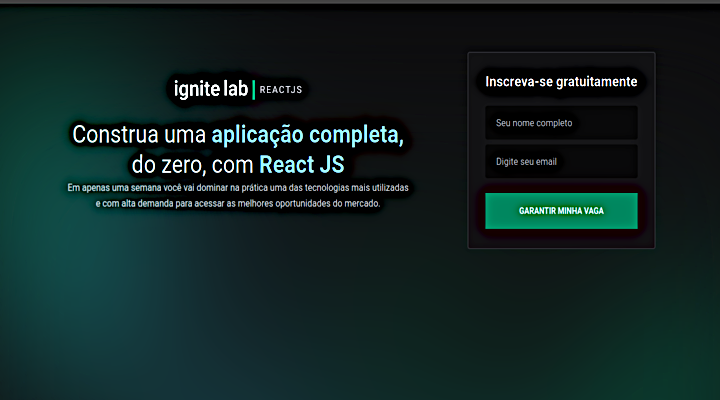 ignite lab | REACTJS
Construa uma aplicação completa,
do zero, com React JS
Em apenas uma semana você vai dominar na prática uma das tecnologias mais utilizadas
e com alta demanda para acessar as melhores oportunidades do mercado.
Inscreva-se gratuitamente
Seu nome completo
Digite seu email
GARANTIR MINHA VAGA